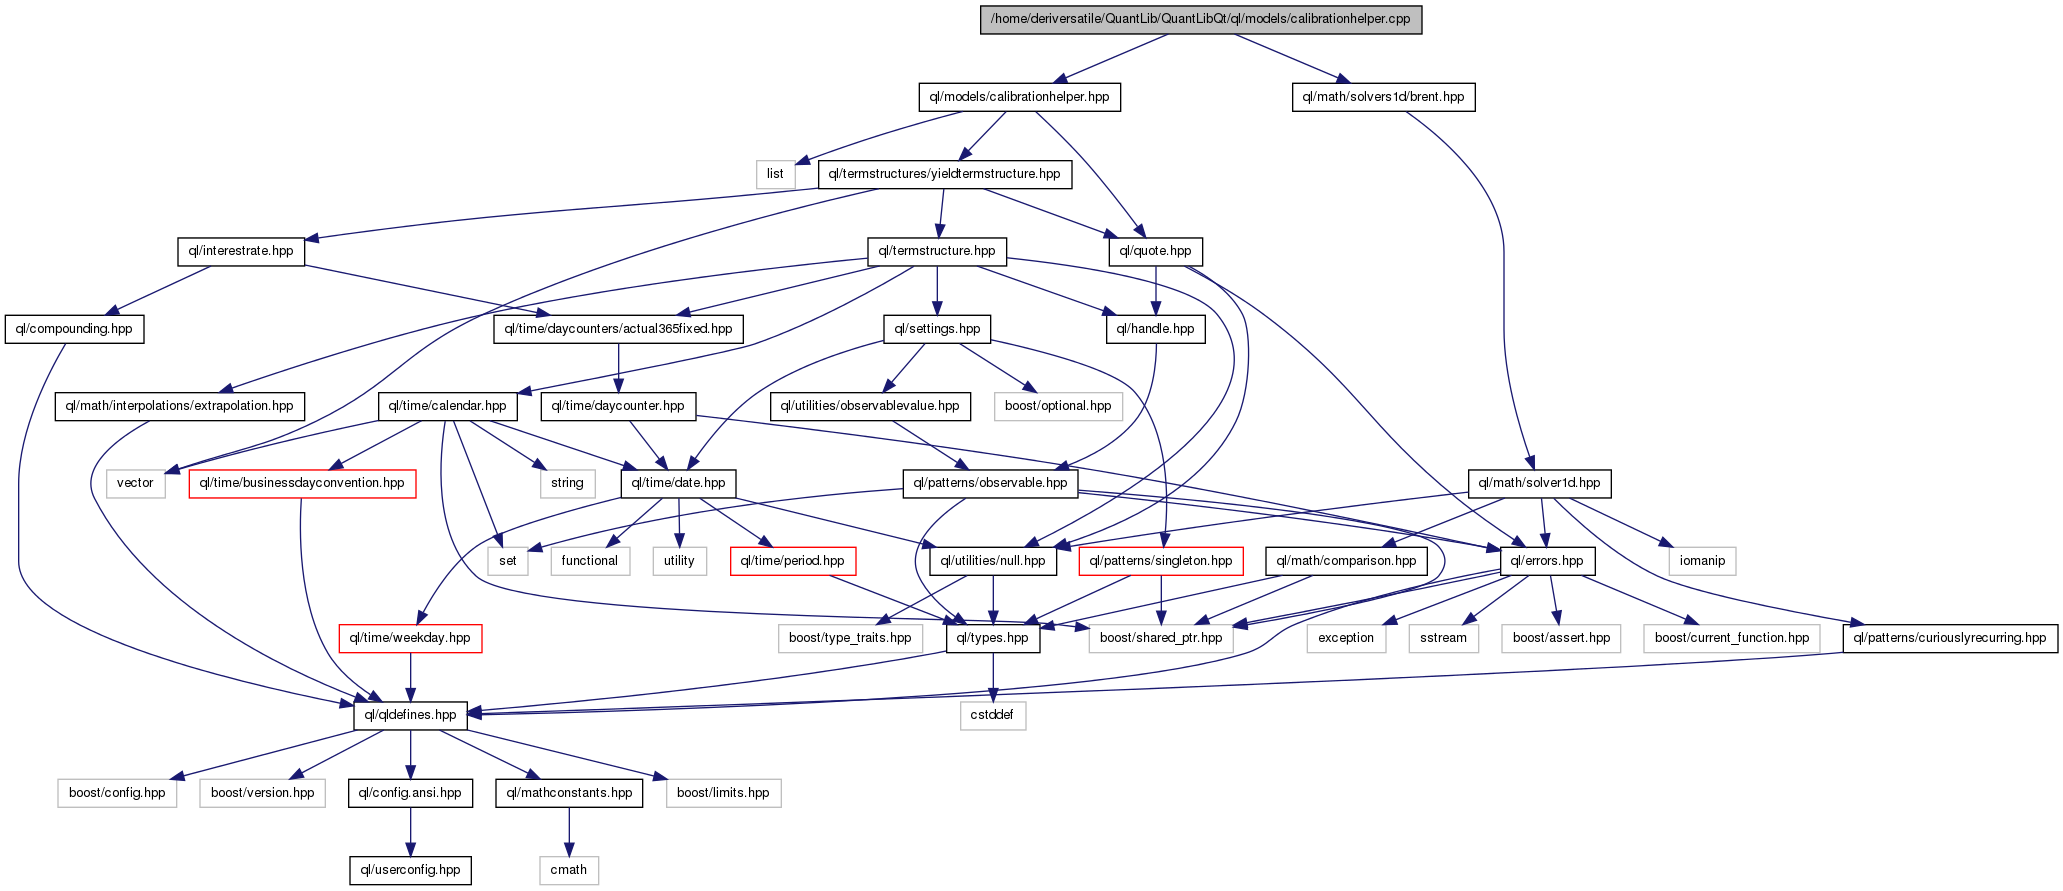 /home/deriversatile/QuantLib/QuantLibQt/ql/models/calibrationhelper.cpp
ql/models/calibrationhelper.hpp
ql/math/solvers1d/brent.hpp
list
ql/termstructures/yieldtermstructure.hpp
ql/interestrate.hpp
ql/termstructure.hpp
ql/quote.hpp
ql/compounding.hpp
ql/time/daycounters/actual365fixed.hpp
ql/settings.hpp
ql/handle.hpp
ql/math/interpolations/extrapolation.hpp
ql/time/calendar.hpp
ql/time/daycounter.hpp
ql/utilities/observablevalue.hpp
boost/optional.hpp
vector
ql/time/businessdayconvention.hpp
string
ql/time/date.hpp
ql/patterns/observable.hpp
ql/math/solver1d.hpp
set
functional
utility
ql/time/period.hpp
ql/utilities/null.hpp
ql/patterns/singleton.hpp
ql/math/comparison.hpp
ql/errors.hpp
iomanip
ql/time/weekday.hpp
boost/type_traits.hpp
ql/types.hpp
boost/shared_ptr.hpp
exception
sstream
boost/assert.hpp
boost/current_function.hpp
ql/patterns/curiouslyrecurring.hpp
ql/qldefines.hpp
cstddef
boost/config.hpp
boost/version.hpp
ql/config.ansi.hpp
ql/mathconstants.hpp
boost/limits.hpp
ql/userconfig.hpp
cmath